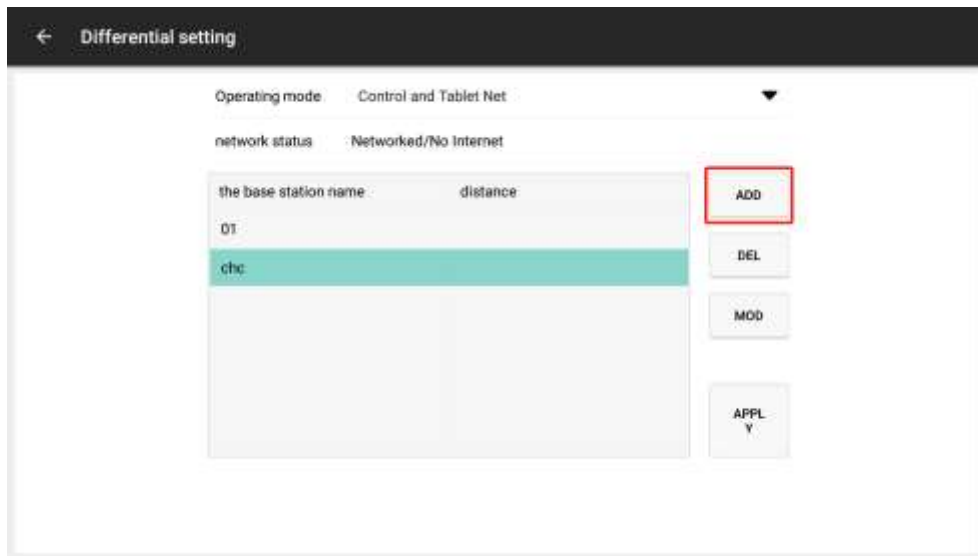 Differential setting
Operating mode Control and Tablet Net
network status Networked/No Internet
the base station name distance
ADD
01
DEL
chc
MOD
APPL
Y